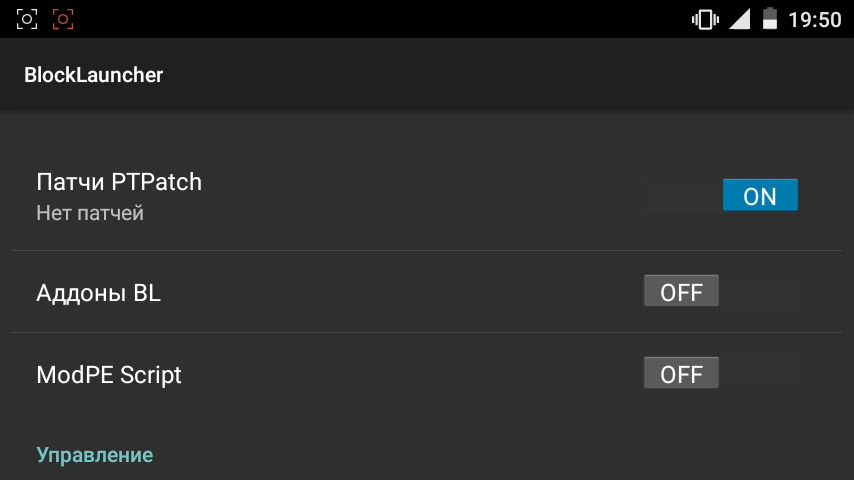 19:50
BlockLauncher
Патчи PTPatch
ON
Нет патчей
Аддоны BL
OFF
ModPE Script
OFF
Управление